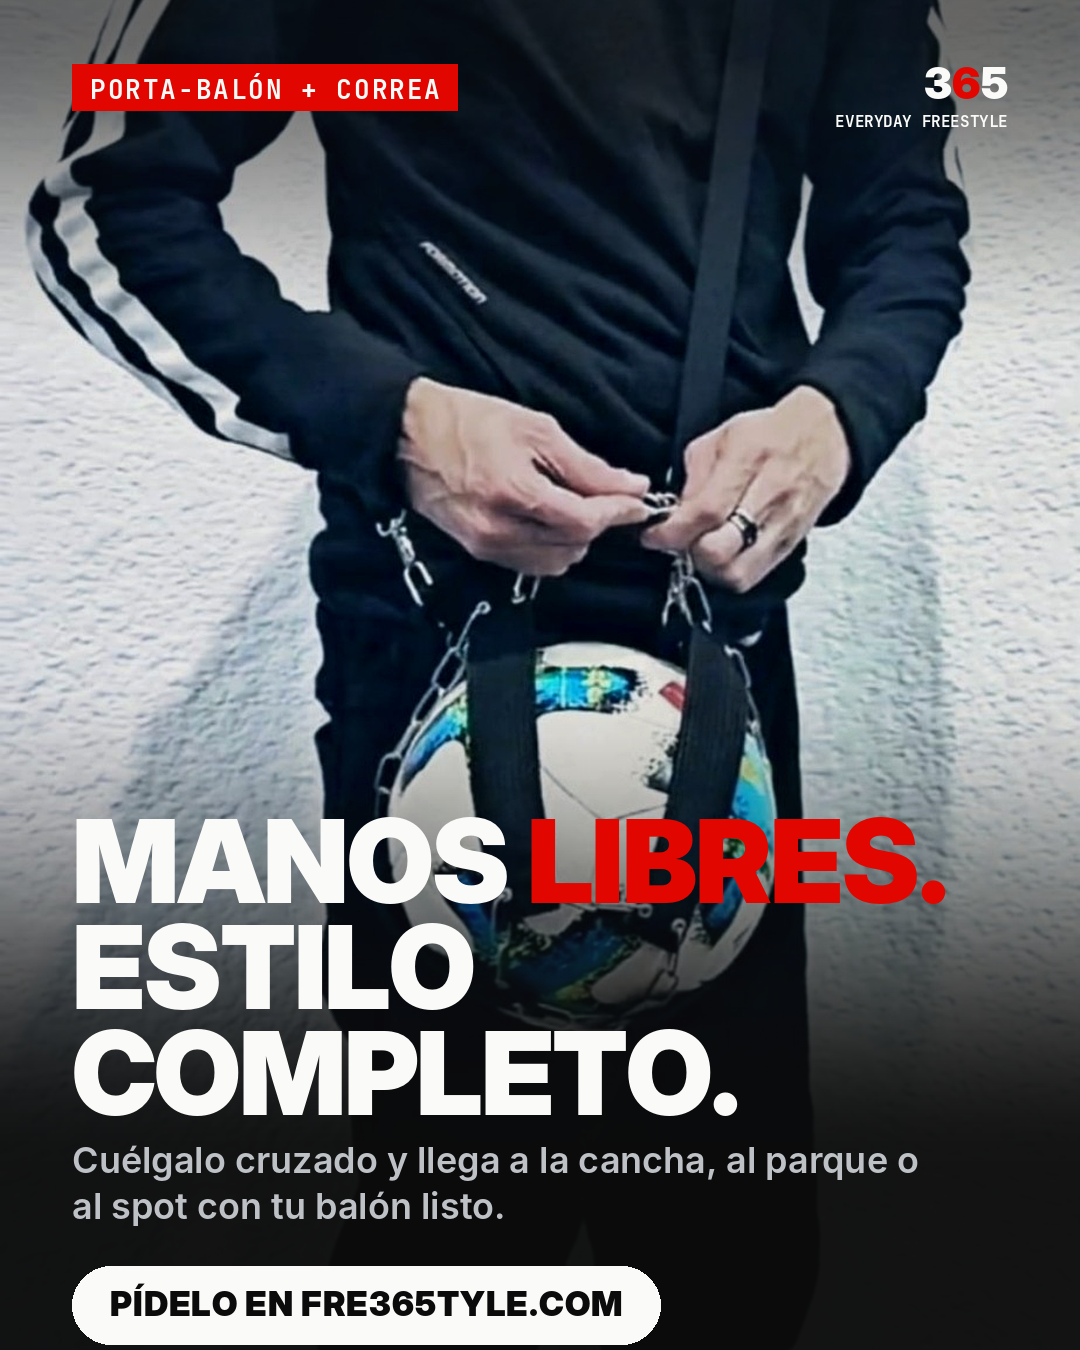 PORTA-BALÓN + CORREA
365
EVERYDAY FREESTYLE
MANOS LIBRES.
ESTILO
COMPLETO.
Cuélgalo cruzado y llega a la cancha, al parque o
al spot con tu balón listo.
PÍDELO EN FRE365TYLE.COM